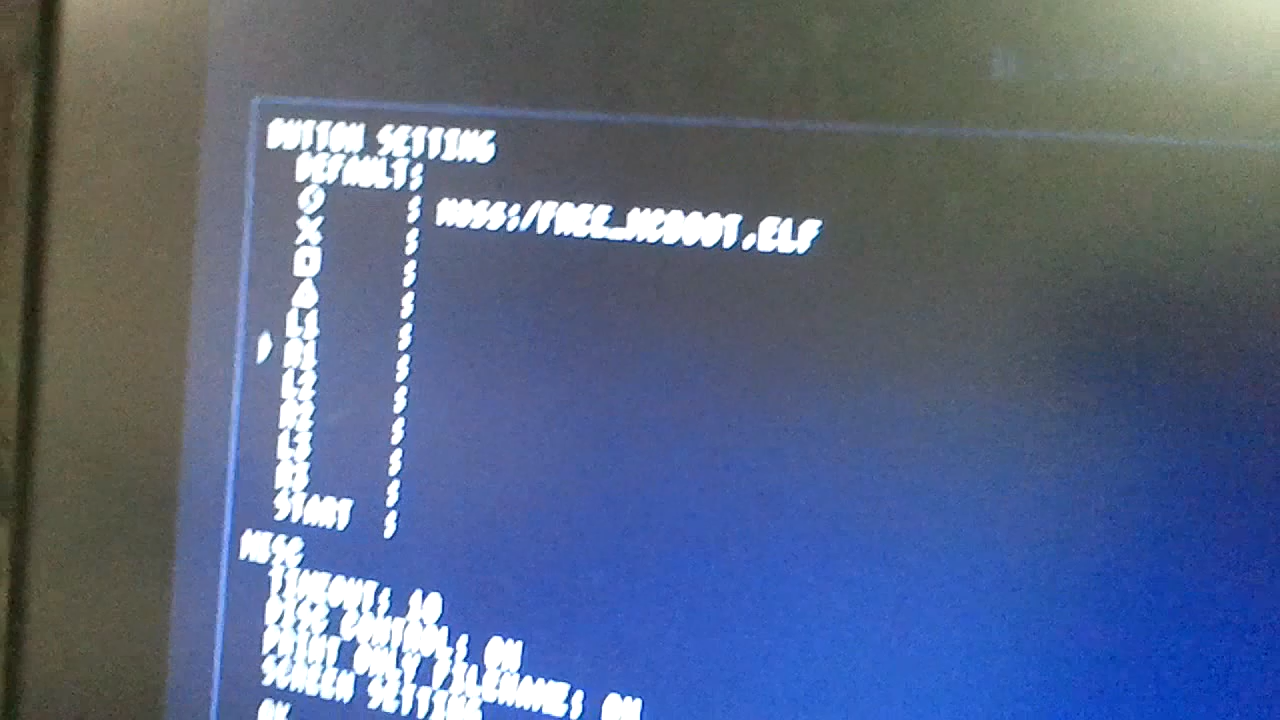 BUTTON SETTING
DEFAULT:
○ : MASS:/FREE_MCBOOT.ELF
X :
□ :
△ :
L1 :
R1 :
L2 :
R2 :
L3 :
R3 :
START :
MISC
TIMEOUT: 10
DISC CONTROL: ON
PRINT ONLY FILENAME: ON
SCREEN SETTING
OK